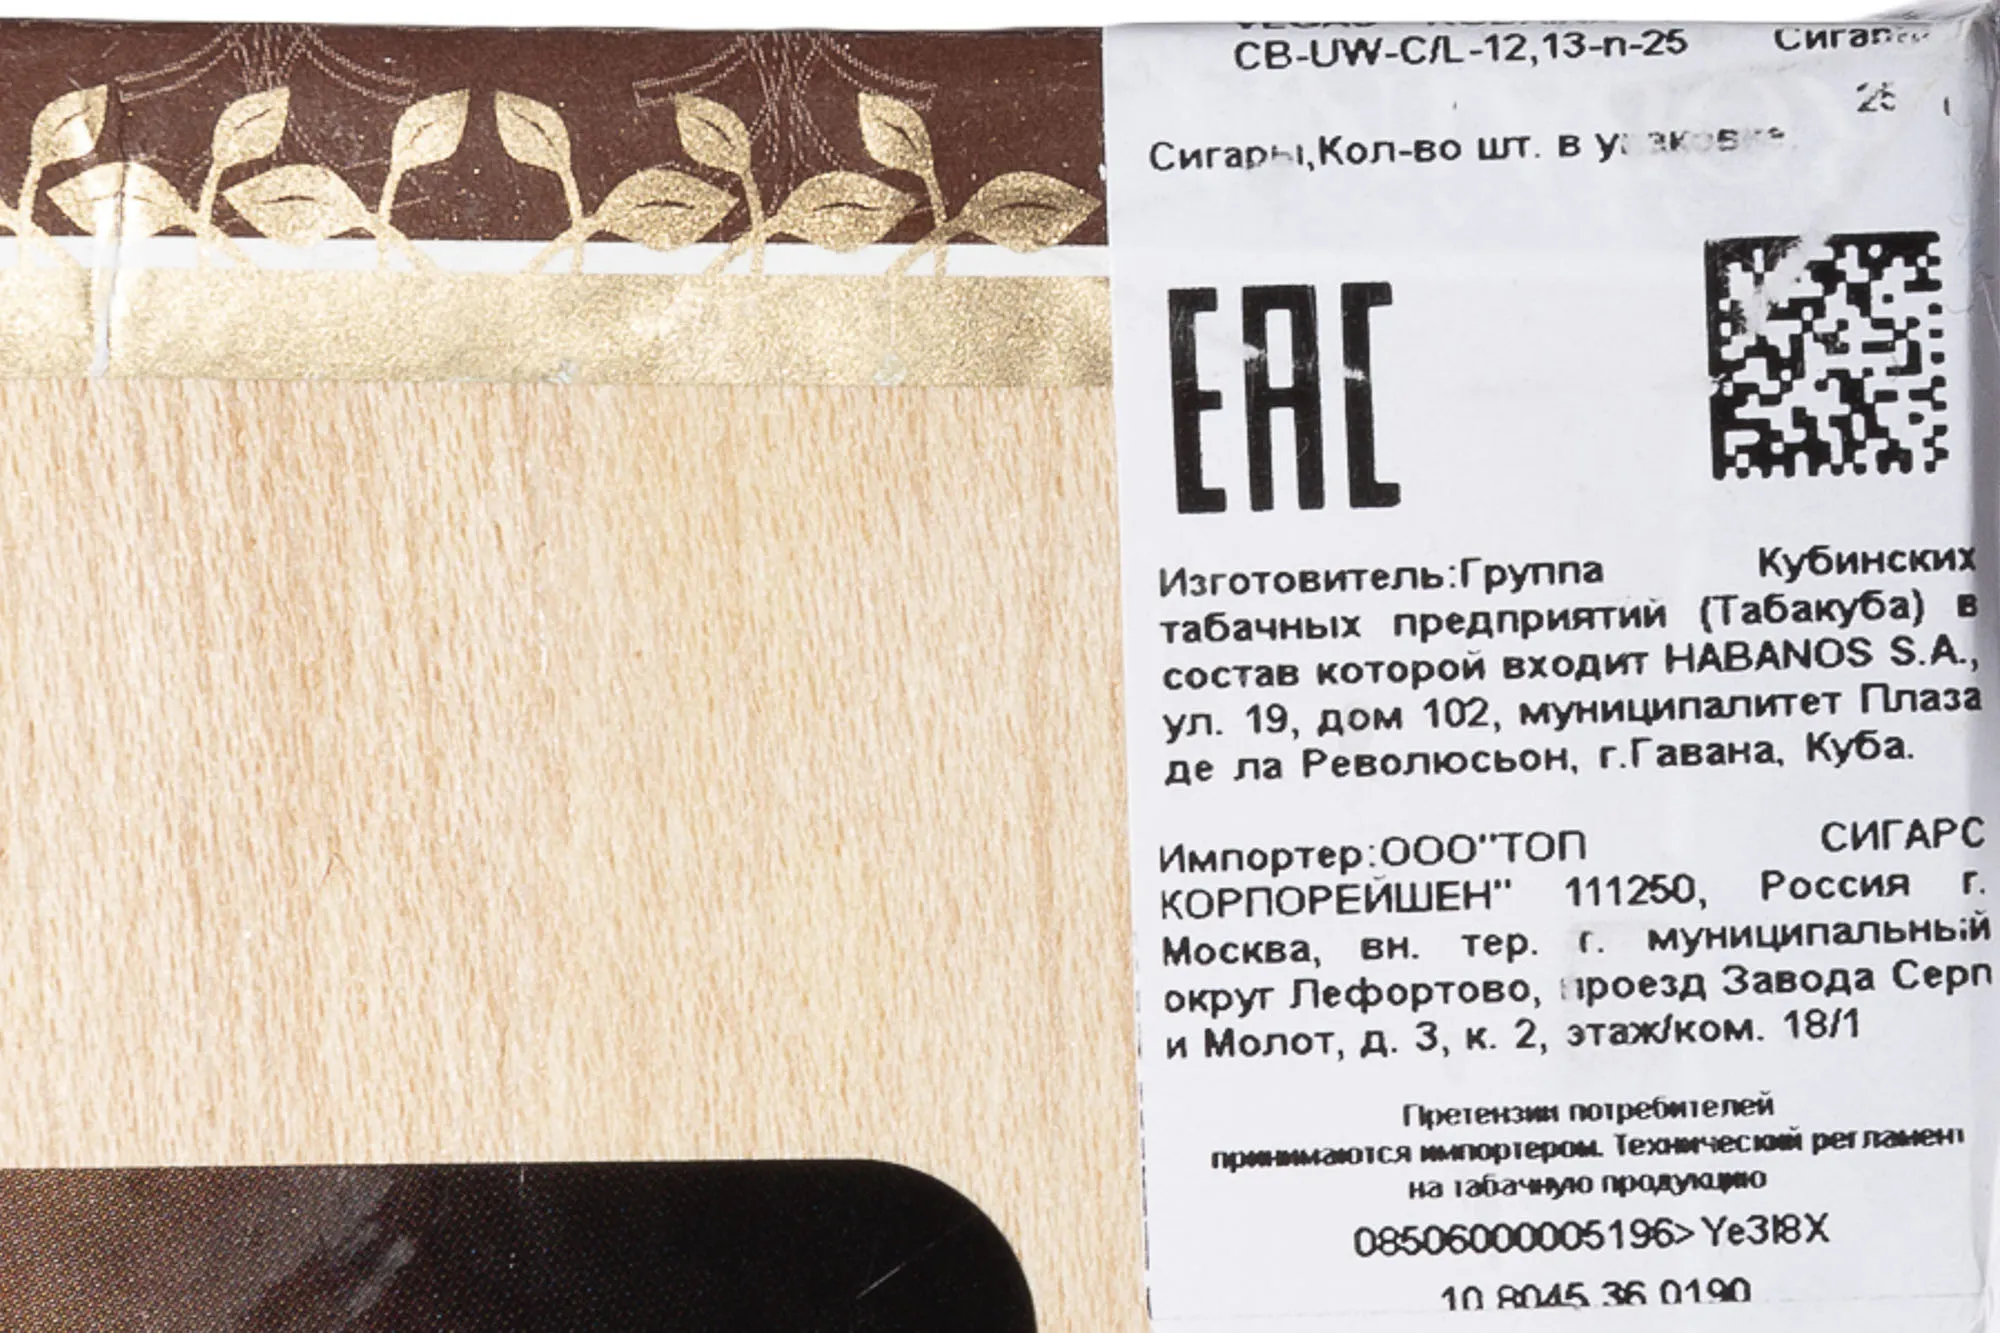 CB-UW-C/L-12,13-n-25
25
Сигары,Кол-во шт. в упаковке
EAC
Изготовитель:Группа Кубинских
табачных предприятий (Табакуба) в
состав которой входит HABANOS S.A.,
ул. 19, дом 102, муниципалитет Плаза
де ла Революсьон, г.Гавана, Куба.
Импортер:ООО"ТОП СИГАРС
КОРПОРЕЙШЕН" 111250, Россия г.
Москва, вн. тер. г. муниципальный
округ Лефортово, проезд Завода Серп
и Молот, д. 3, к. 2, этаж/ком. 18/1
Претензии потребителей
принимаются импортером. Технический регламент
на табачную продукцию
08506000005196>Ye3I8X
10 8045 36 0190